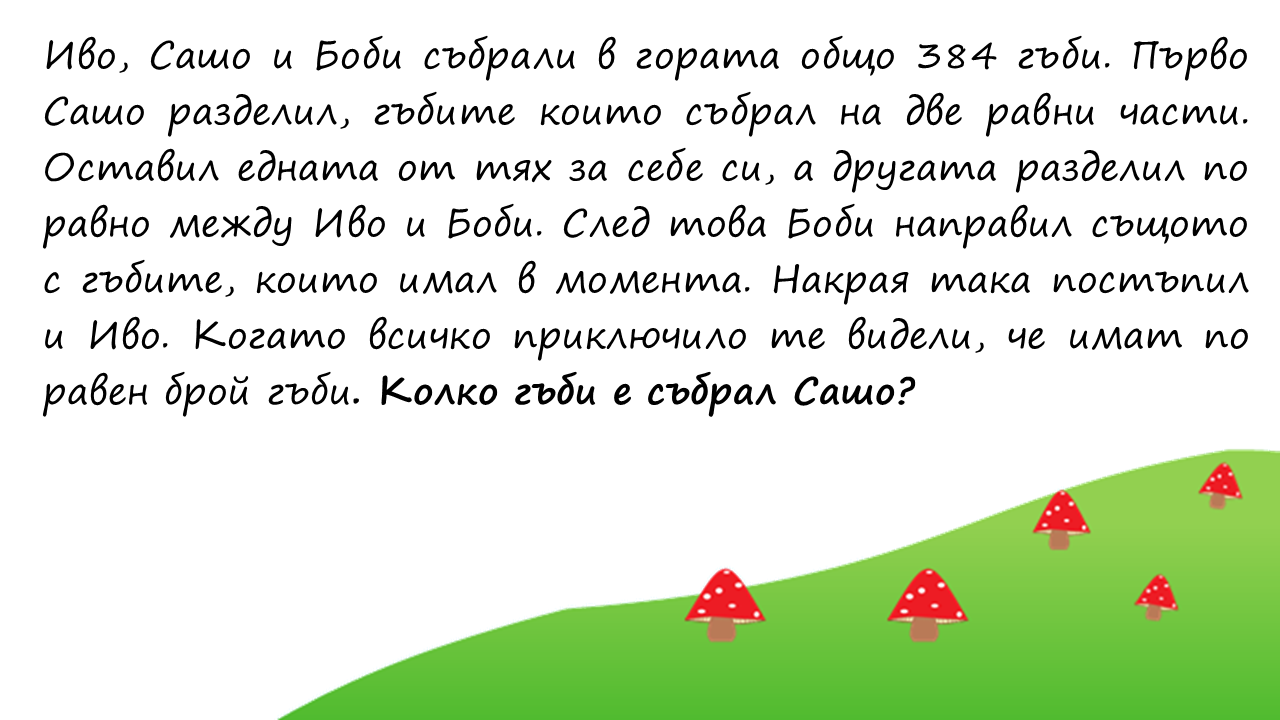 Иво, Сашо и Боби събрали в гората общо 384 гъби. Първо
Сашо разделил, гъбите които събрал на две равни части.
Оставил едната от тях за себе си, а другата разделил по
равно между Иво и Боби. След това Боби направил същото
с гъбите, които имал в момента. Накрая така постъпил
и Иво. Когато всичко приключило те видели, че имат по
равен брой гъби. Колко гъби е събрал Сашо?